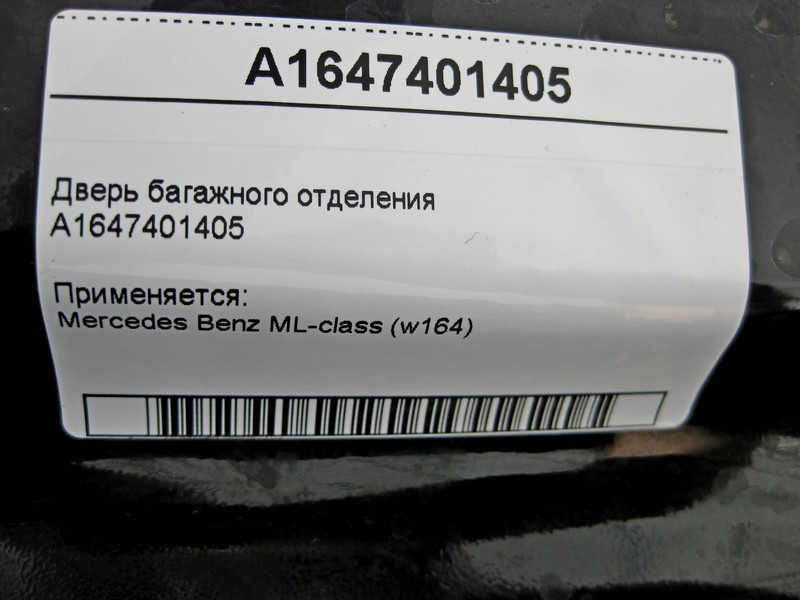 A1647401405
Дверь багажного отделения
A1647401405
Применяется:
Mercedes Benz ML-class (w164)